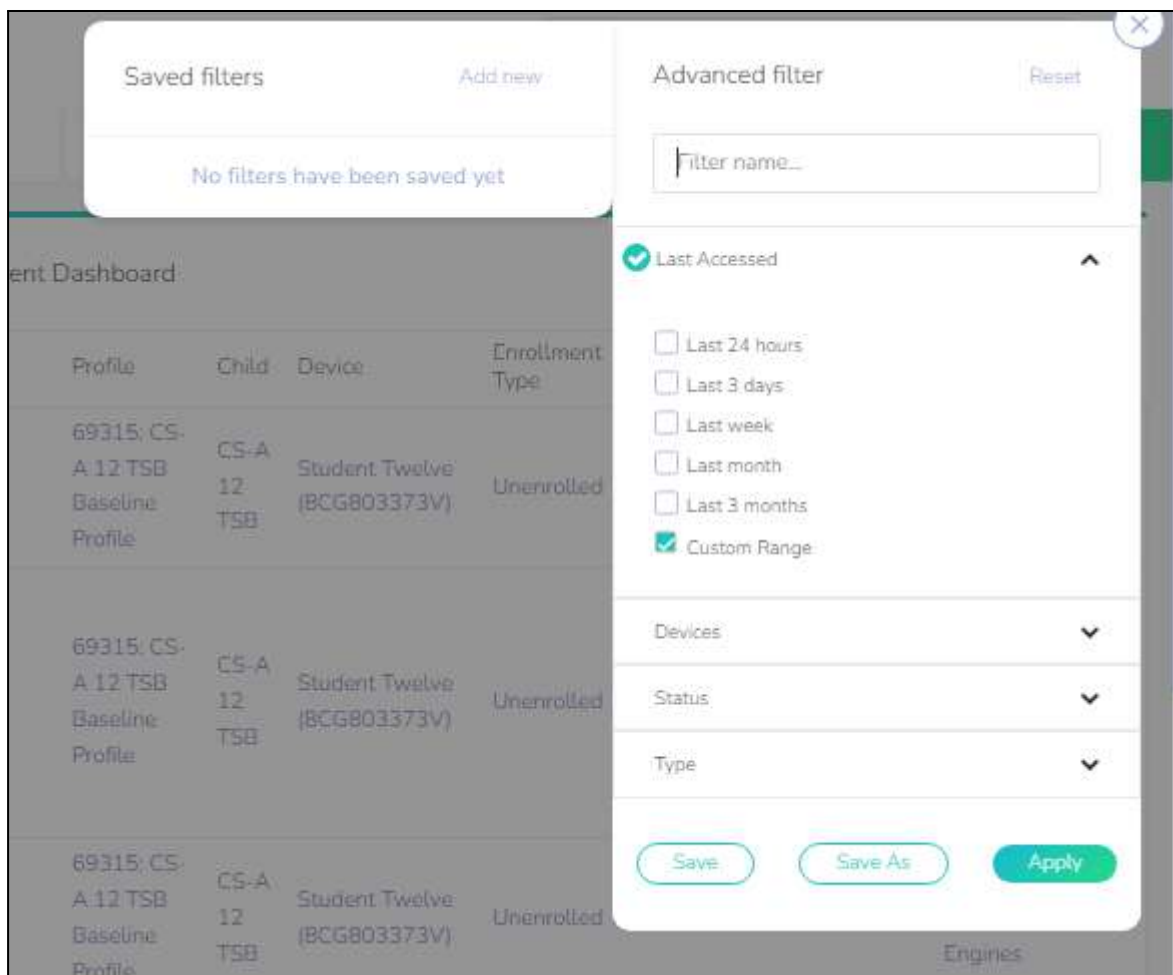 Saved filters Add new
No filters have been saved yet
Advanced filter Reset
Filter name...
Last Accessed
Last 24 hours
Last 3 days
Last week
Last month
Last 3 months
Custom Range
Devices
Status
Type
Save Save As Apply
ent Dashboard
Profile Child Device Enrollment Type
69315: CS-
A 12 TSB
Baseline
Profile
CS-A
12
TSB
Student Twelve
(8CG803373V)
Unenrolled
69315: CS-
A 12 TSB
Baseline
Profile
CS-A
12
TSB
Student Twelve
(8CG803373V)
Unenrolled
69315: CS-
A 12 TSB
Baseline
Profile
CS-A
12
TSB
Student Twelve
(8CG803373V)
Unenrolled
Engines